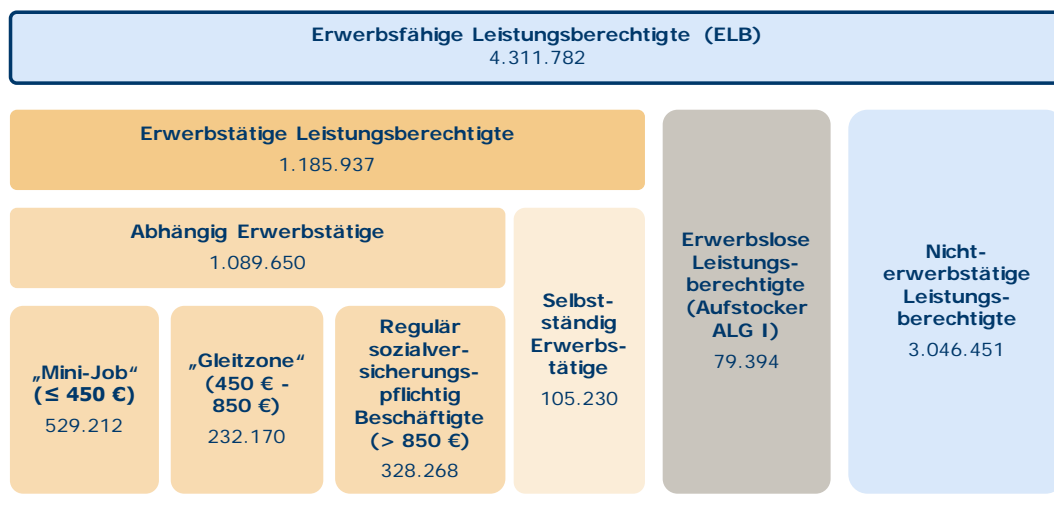 Erwerbsfähige Leistungsberechtigte (ELB)
4.311.782
Erwerbstätige Leistungsberechtigte
1.185.937
Abhängig Erwerbstätige
1.089.650
„Mini-Job“
(≤ 450 €)
529.212
„Gleitzone“
(450 € -
850 €)
232.170
Regulär
sozialver-
sicherungs-
pflichtig
Beschäftigte
(> 850 €)
328.268
Selbst-
ständig
Erwerbs-
tätige
105.230
Erwerbslose
Leistungs-
berechtigte
(Aufstocker
ALG I)
79.394
Nicht-
erwerbstätige
Leistungs-
berechtigte
3.046.451